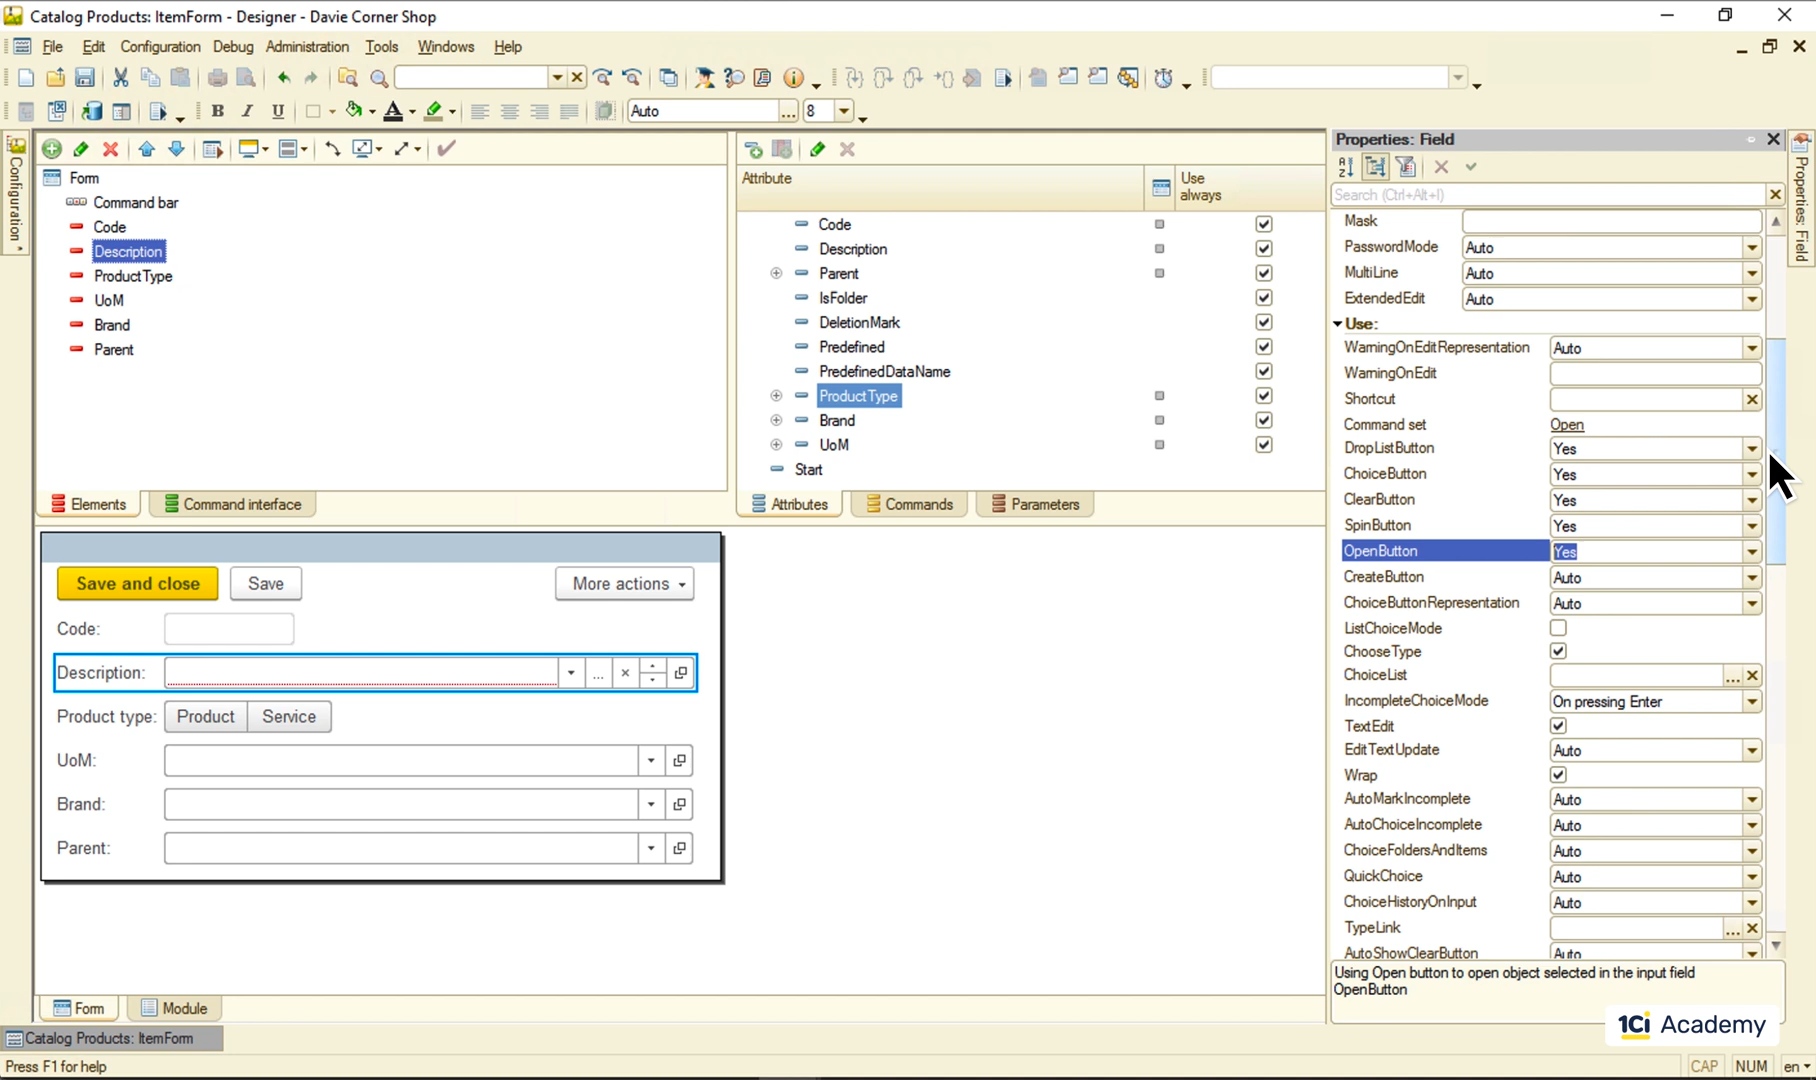 Catalog Products: ItemForm - Designer - Davie Corner Shop
File Edit Configuration Debug Administration Tools Windows Help
B I U Auto ... 8
Configuration
Form
Command bar
Code
Description
ProductType
UoM
Brand
Parent
Elements Command interface
Attribute Use always
Code
Description
Parent
IsFolder
DeletionMark
Predefined
PredefinedDataName
ProductType
Brand
UoM
Start
Attributes Commands Parameters
Save and close Save More actions
Code:
Description: ...
Product type: Product Service
UoM:
Brand:
Parent:
Form Module
Properties: Field
Search (Ctrl+Alt+I)
Mask
PasswordMode Auto
MultiLine Auto
ExtendedEdit Auto
Use:
WarningOnEditRepresentation Auto
WarningOnEdit
Shortcut
Command set Open
DropListButton Yes
ChoiceButton Yes
ClearButton Yes
SpinButton Yes
OpenButton Yes
CreateButton Auto
ChoiceButtonRepresentation Auto
ListChoiceMode
ChooseType
ChoiceList ...
IncompleteChoiceMode On pressing Enter
TextEdit
EditTextUpdate Auto
Wrap
AutoMarkIncomplete Auto
AutoChoiceIncomplete Auto
ChoiceFoldersAndItems Auto
QuickChoice Auto
ChoiceHistoryOnInput Auto
TypeLink ...
AutoShowClearButton Auto
Using Open button to open object selected in the input field
OpenButton
Properties: Field
1Ci Academy
Catalog Products: ItemForm
Press F1 for help CAP NUM en